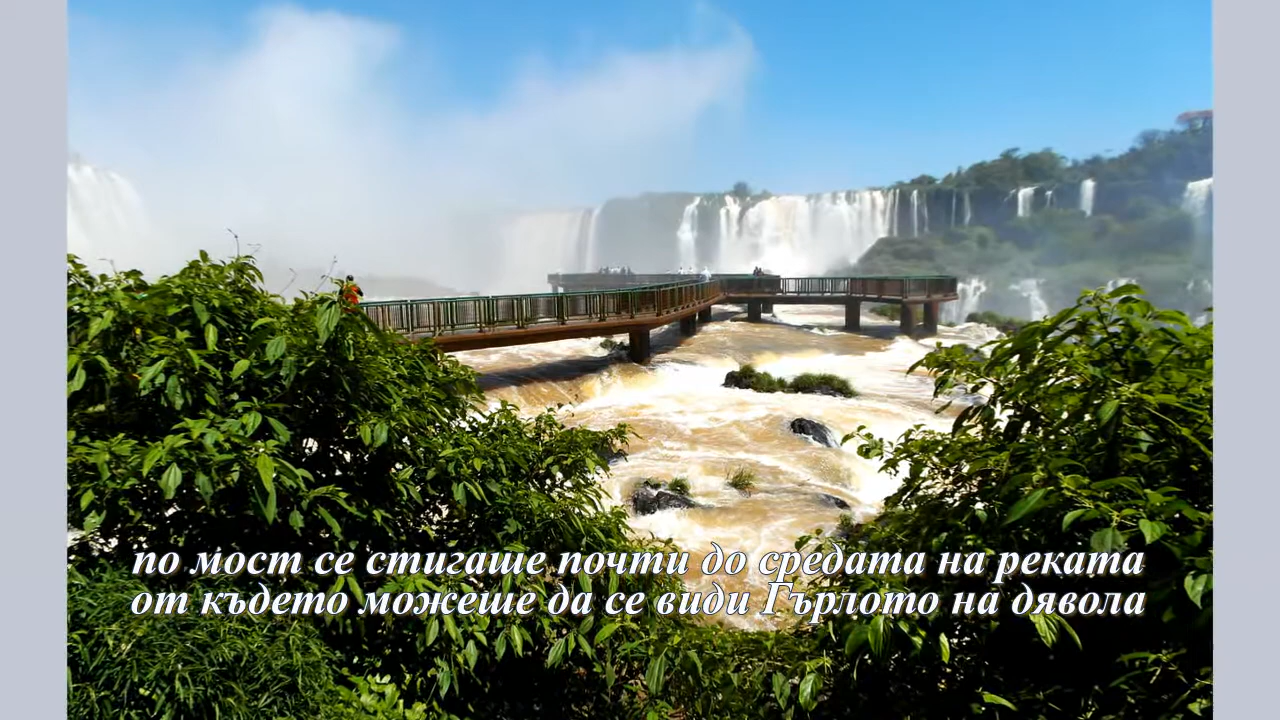 по мост се стигаше почти до средата на реката
от където можеше да се види Гърлото на дявола